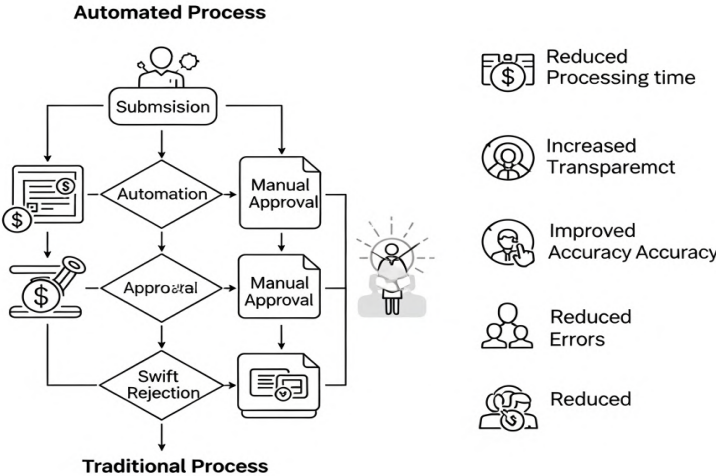 Automated Process
Submsision
Automation
Manual
Approval
Manual
Approval
Swift
Rejection
Traditional Process
Reduced
Processing time
Increased
Transparemct
Improved
Accuracy Accuracy
Reduced
Errors
Reduced